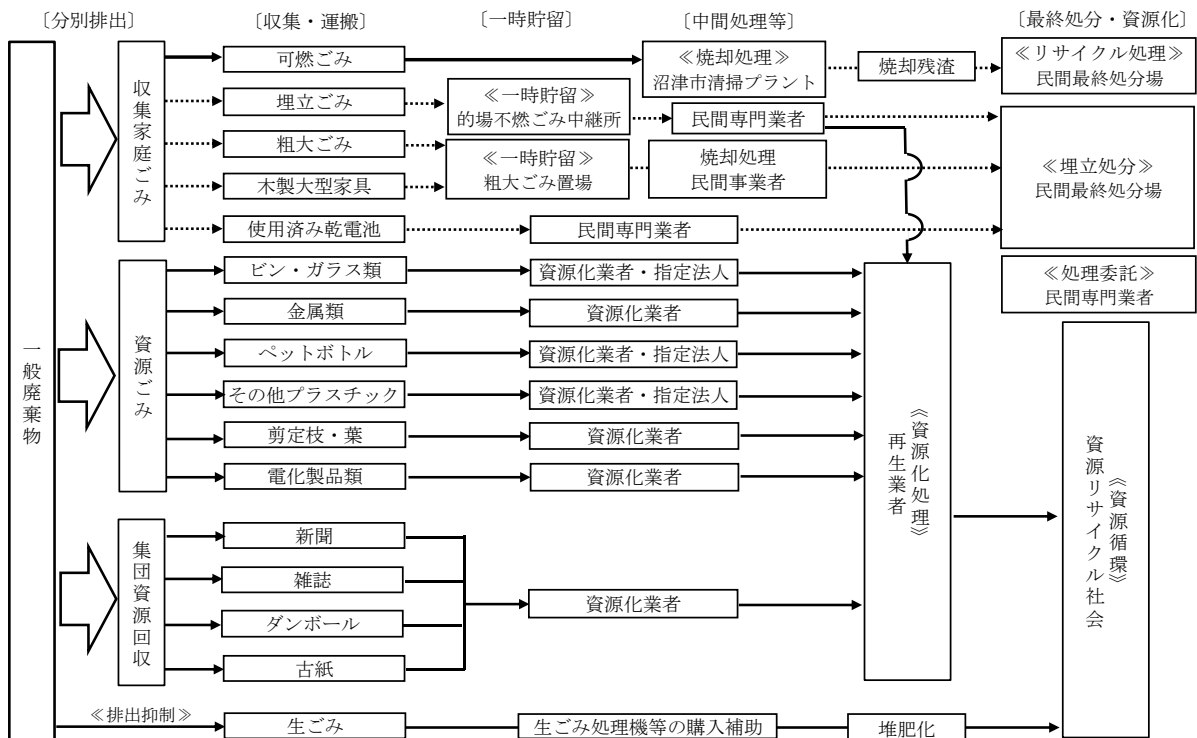 〔分別排出〕
〔収集・運搬〕
〔一時貯留〕
〔中間処理等〕
〔最終処分・資源化〕
一般廃棄物
収集家庭ごみ
可燃ごみ
≪焼却処理≫
沼津市清掃プラント
焼却残渣
≪リサイクル処理≫
民間最終処分場
埋立ごみ
≪一時貯留≫
的場不燃ごみ中継所
民間専門業者
粗大ごみ
≪一時貯留≫
粗大ごみ置場
焼却処理
民間事業者
≪埋立処分≫
民間最終処分場
木製大型家具
使用済み乾電池
民間専門業者
≪処理委託≫
民間専門業者
資源ごみ
ビン・ガラス類
資源化業者・指定法人
金属類
資源化業者
ペットボトル
資源化業者・指定法人
その他プラスチック
資源化業者・指定法人
剪定枝・葉
資源化業者
電化製品類
資源化業者
≪資源化処理≫
再生業者
≪資源循環≫
資源リサイクル社会
集団資源回収
新聞
雑誌
ダンボール
古紙
資源化業者
≪排出抑制≫
生ごみ
生ごみ処理機等の購入補助
堆肥化